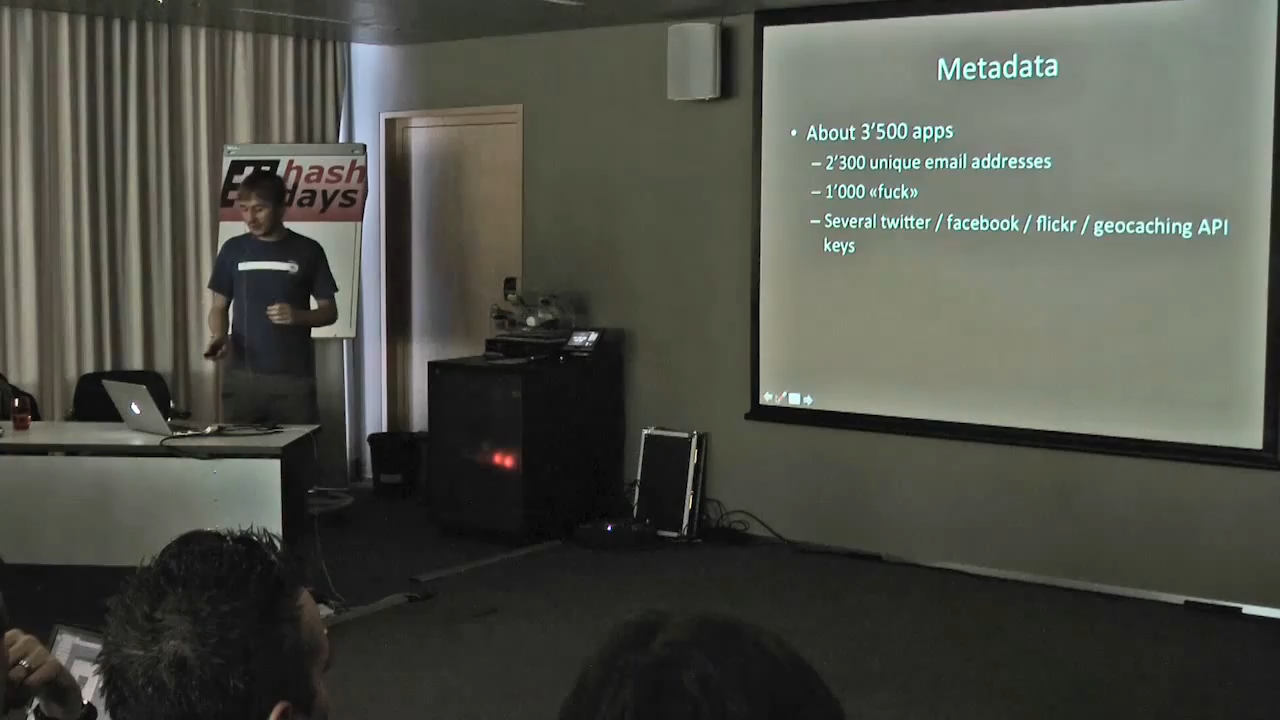 hash
days
Metadata
• About 3’500 apps
– 2’300 unique email addresses
– 1’000 «fuck»
– Several twitter / facebook / flickr / geocaching API
keys